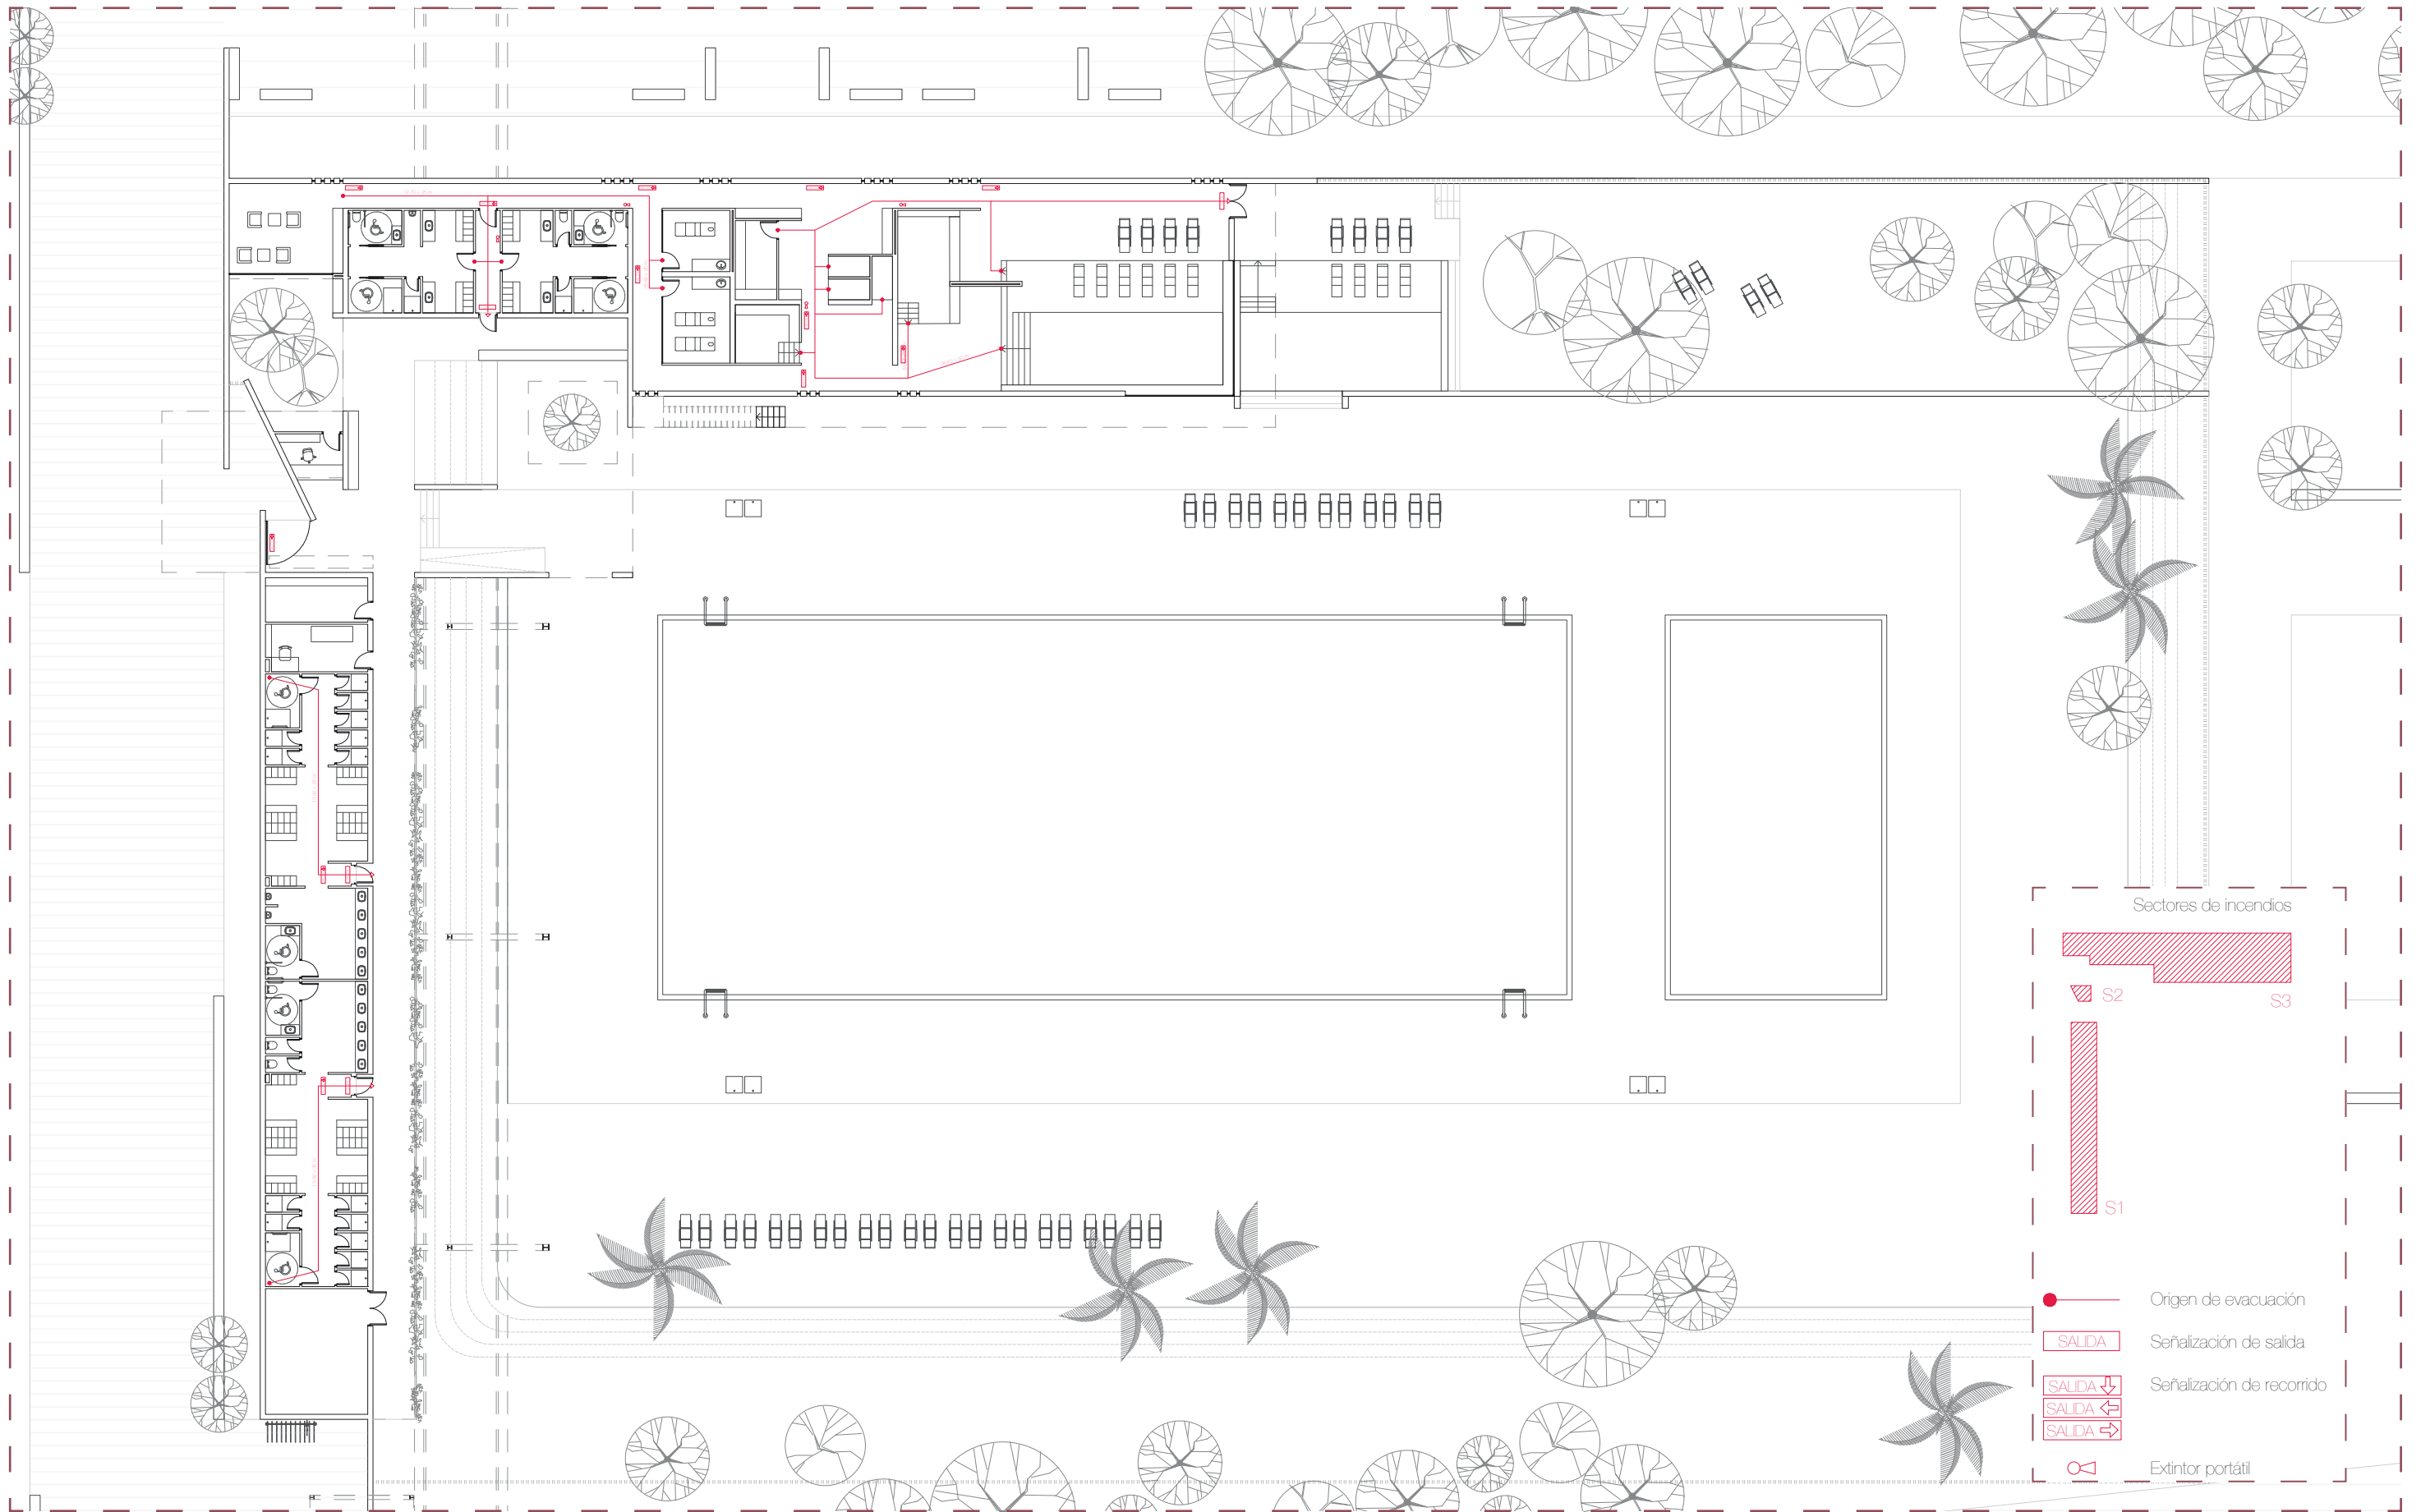 Sectores de incendios
S2
S3
S1
Origen de evacuación
SALIDA
Señalización de salida
SALIDA
Señalización de recorrido
SALIDA
SALIDA
Extintor portátil